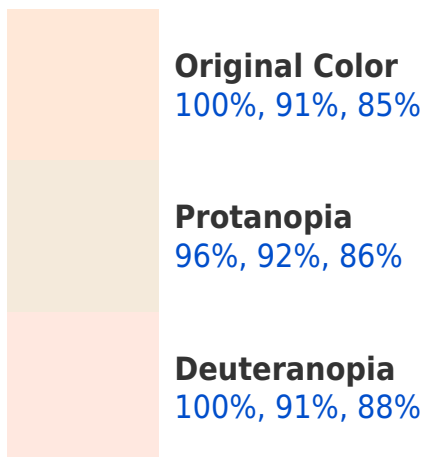 Original Color
100%, 91%, 85%
Protanopia
96%, 92%, 86%
Deuteranopia
100%, 91%, 88%